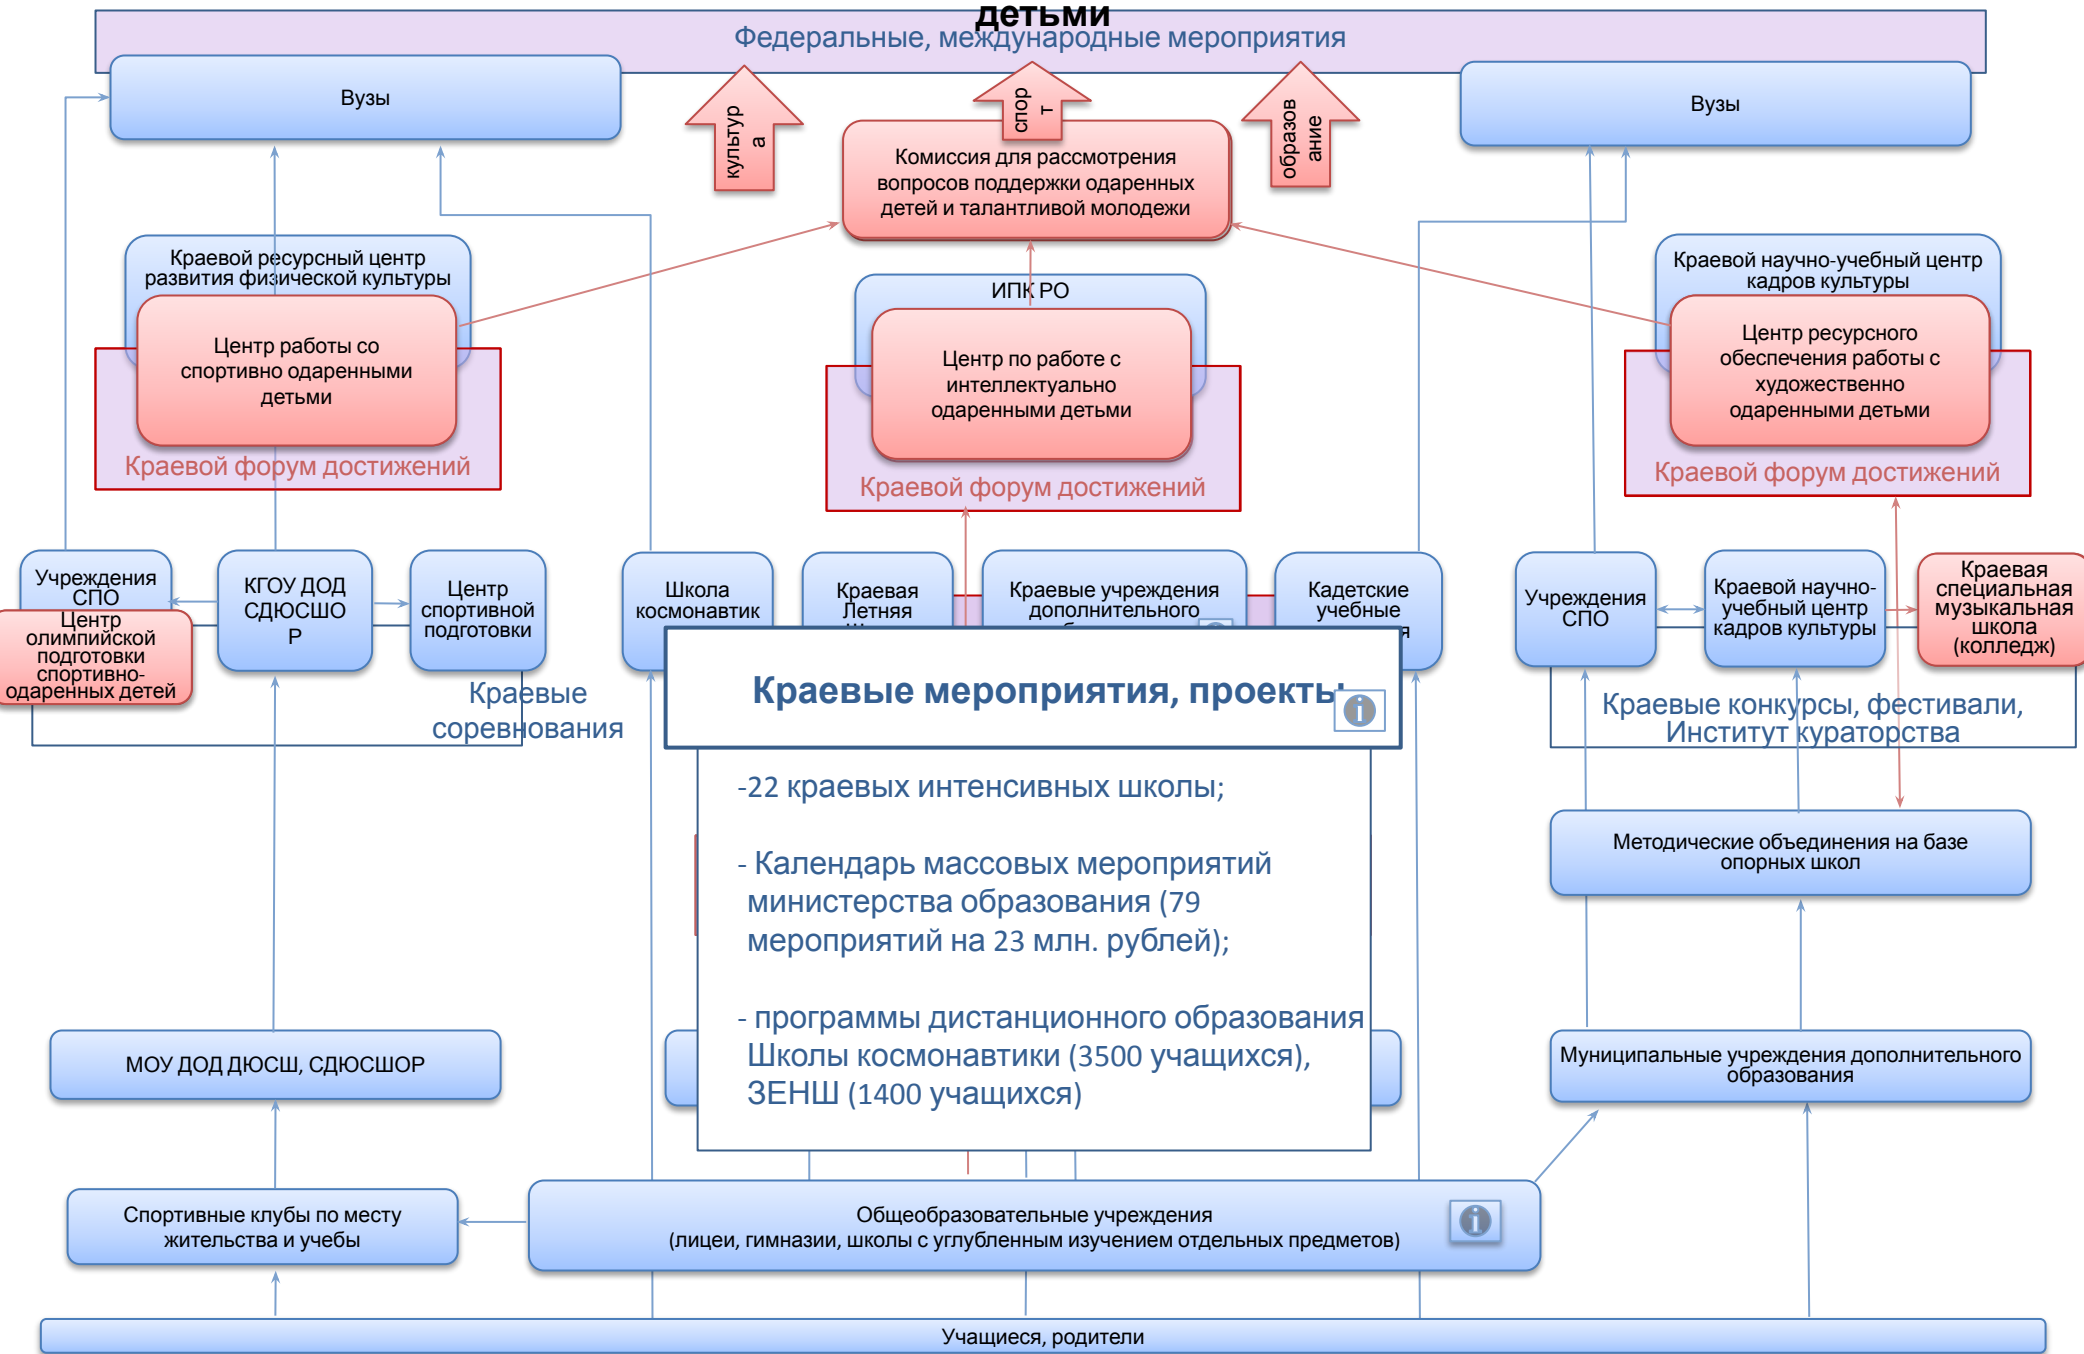 детьми
Федеральные, международные мероприятия
Вузы
культур
а
спор
т
образов
ание
Вузы
Комиссия для рассмотрения
вопросов поддержки одаренных
детей и талантливой молодежи
Краевой ресурсный центр
развития физической культуры
Центр работы со
спортивно одаренными
детьми
Краевой форум достижений
ИПК РО
Центр по работе с
интеллектуально
одаренными детьми
Краевой форум достижений
Краевой научно-учебный центр
кадров культуры
Центр ресурсного
обеспечения работы с
художественно
одаренными детьми
Краевой форум достижений
Учреждения
СПО
Центр
олимпийской
подготовки
спортивно-
одаренных детей
КГОУ ДОД
СДЮСШО
Р
Центр
спортивной
подготовки
Краевые
соревнования
Школа
космонавтик
Краевая
Летняя
Краевые учреждения
дополнительного
Кадетские
учебные
Учреждения
СПО
Краевой научно-
учебный центр
кадров культуры
Краевая
специальная
музыкальная
школа
(колледж)
Краевые конкурсы, фестивали,
Институт кураторства
Краевые мероприятия, проекты
-22 краевых интенсивных школы;
- Календарь массовых мероприятий
министерства образования (79
мероприятий на 23 млн. рублей);
- программы дистанционного образования
Школы космонавтики (3500 учащихся),
ЗЕНШ (1400 учащихся)
Методические объединения на базе
опорных школ
МОУ ДОД ДЮСШ, СДЮСШОР
Муниципальные учреждения дополнительного
образования
Спортивные клубы по месту
жительства и учебы
Общеобразовательные учреждения
(лицеи, гимназии, школы с углубленным изучением отдельных предметов)
Учащиеся, родители